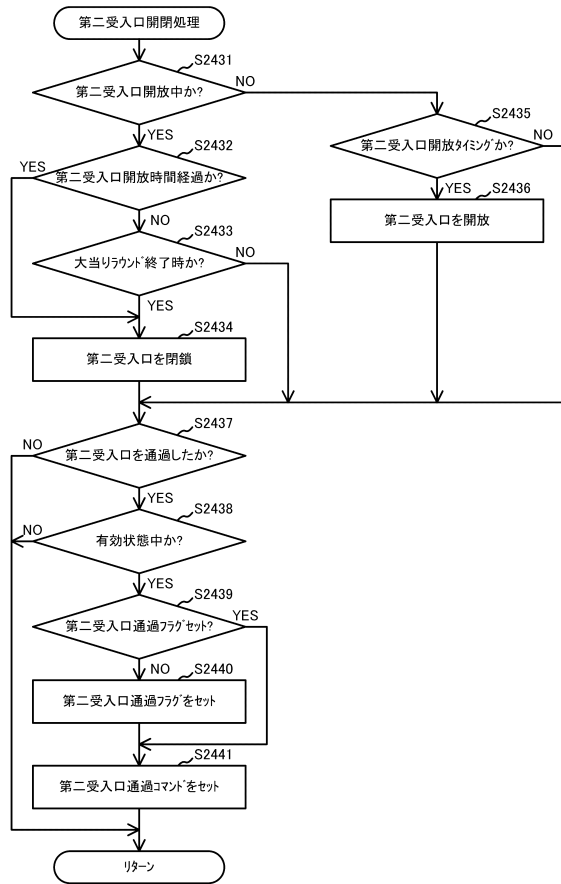 第二受入口開閉処理
S2431
第二受入口開放中か?
NO
YES
S2435
第二受入口開放タイミングか?
NO
YES
S2432
YES
第二受入口開放時間経過か?
NO
S2436
第二受入口を開放
S2433
大当りラウンド終了時か?
NO
YES
S2434
第二受入口を閉鎖
S2437
NO
第二受入口を通過したか?
YES
S2438
NO
有効状態中か?
YES
S2439
第二受入口通過フラグセット?
YES
NO
S2440
第二受入口通過フラグをセット
S2441
第二受入口通過コマンドをセット
リターン